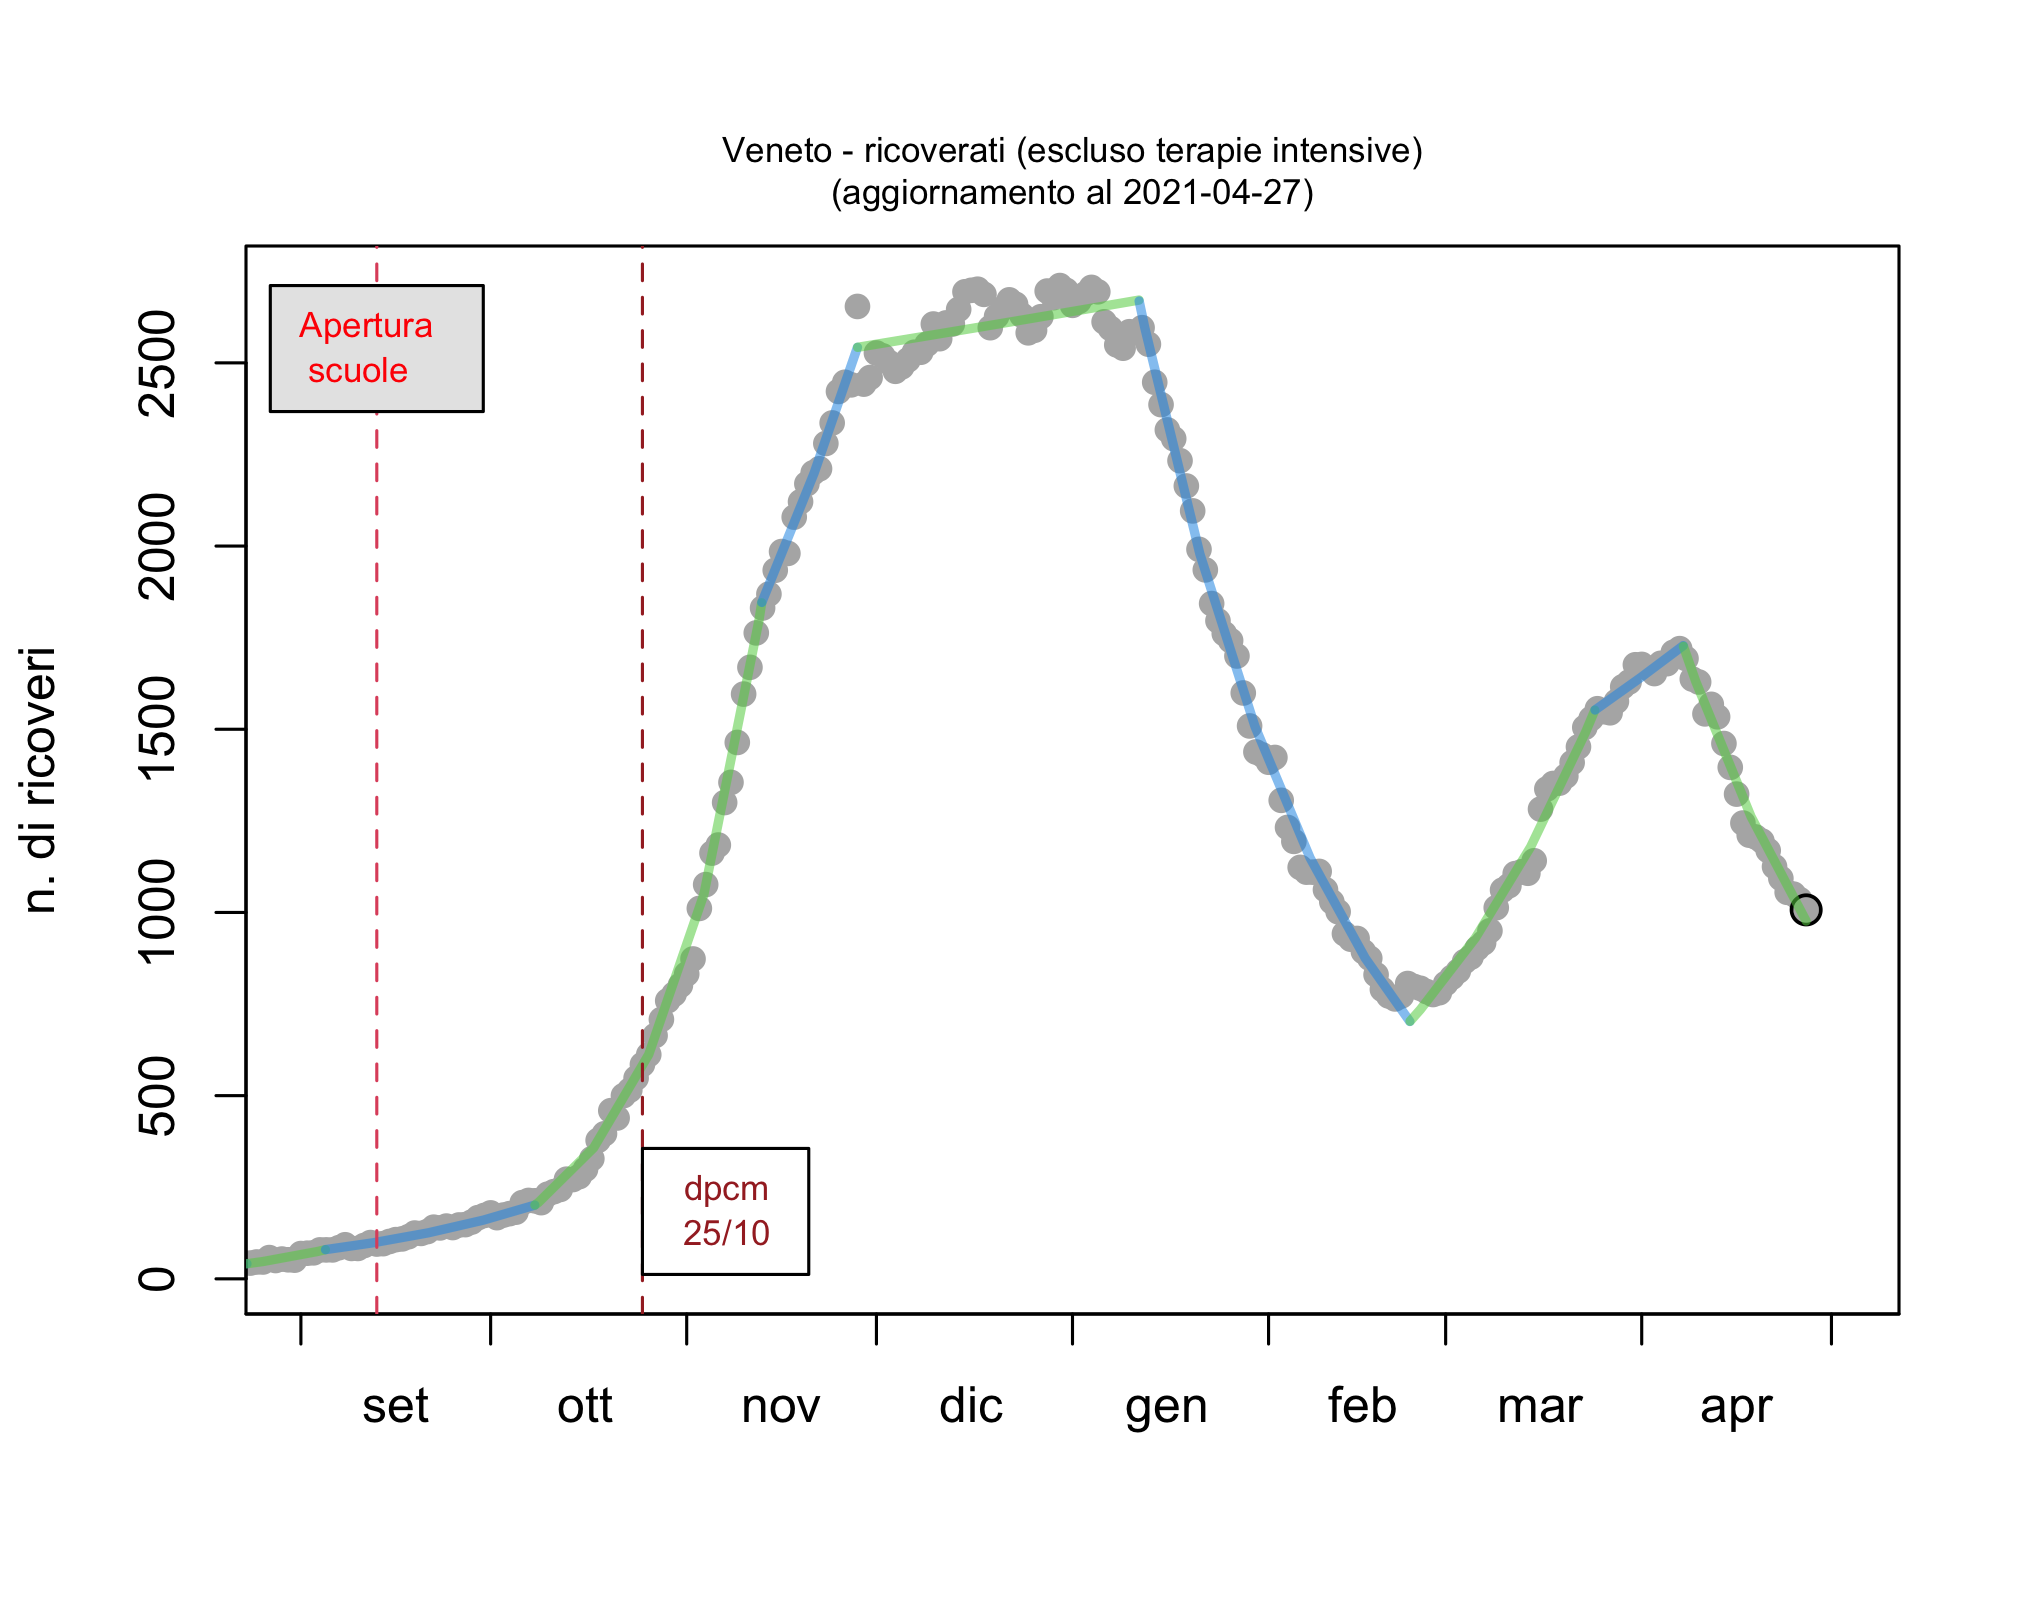 Veneto - ricoverati (escluso terapie intensive)
(aggiornamento al 2021-04-27)
n. di ricoveri
2500
2000
1500
1000
500
0
Apertura
scuole
dpcm
25/10
set ott nov dic gen feb mar apr